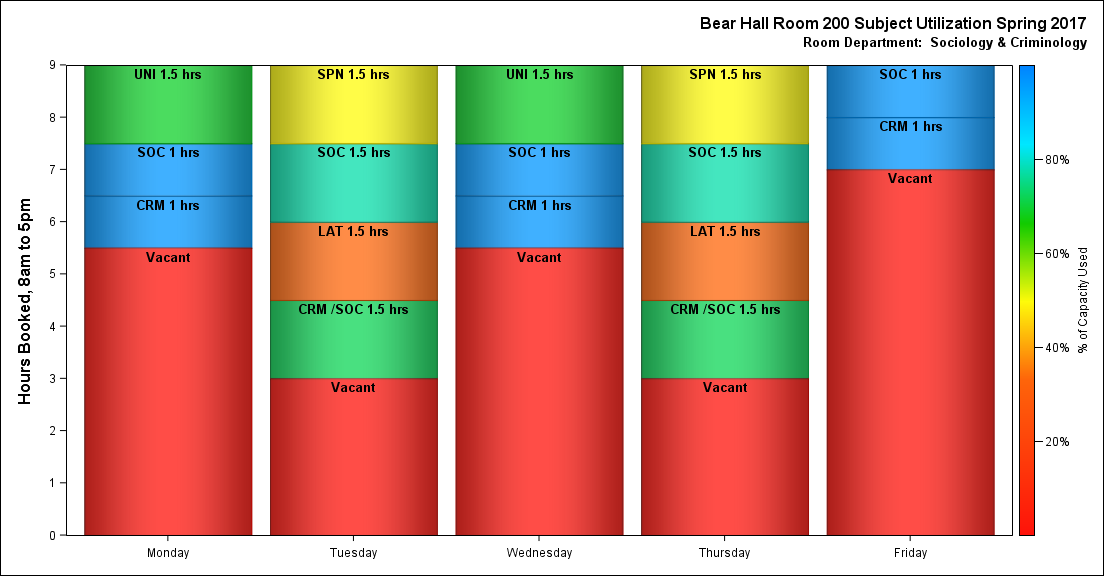 Bear Hall Room 200 Subject Utilization Spring 2017
Room Department:  Sociology & Criminology
Hours Booked, 8am to 5pm
9
8
7
6
5
4
3
2
1
0
UNI 1.5 hrs
SOC 1 hrs
CRM 1 hrs
Vacant
SPN 1.5 hrs
SOC 1.5 hrs
LAT 1.5 hrs
CRM /SOC 1.5 hrs
Vacant
UNI 1.5 hrs
SOC 1 hrs
CRM 1 hrs
Vacant
SPN 1.5 hrs
SOC 1.5 hrs
LAT 1.5 hrs
CRM /SOC 1.5 hrs
Vacant
SOC 1 hrs
CRM 1 hrs
Vacant
Monday
Tuesday
Wednesday
Thursday
Friday
80%
60%
40%
20%
% of Capacity Used